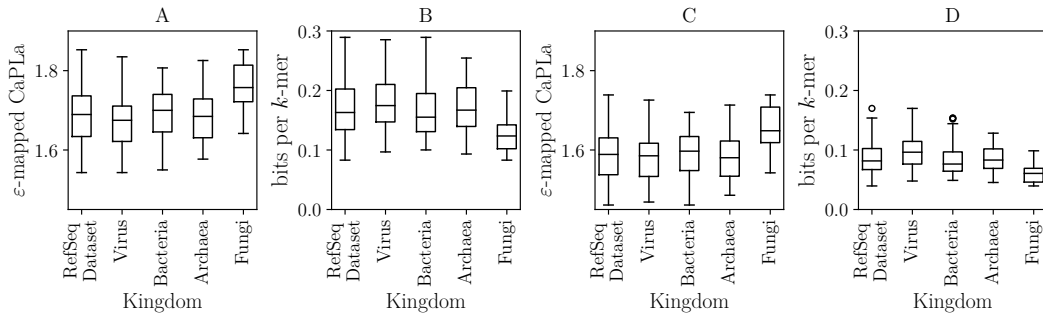 A
ε-mapped CaPLa
1.8
1.6
RefSeq
Dataset
Virus
Bacteria
Archaea
Fungi
Kingdom
B
bits per k-mer
0.3
0.2
0.1
0.0
RefSeq
Dataset
Virus
Bacteria
Archaea
Fungi
Kingdom
C
ε-mapped CaPLa
1.8
1.6
RefSeq
Dataset
Virus
Bacteria
Archaea
Fungi
Kingdom
D
bits per k-mer
0.3
0.2
0.1
0.0
RefSeq
Dataset
Virus
Bacteria
Archaea
Fungi
Kingdom